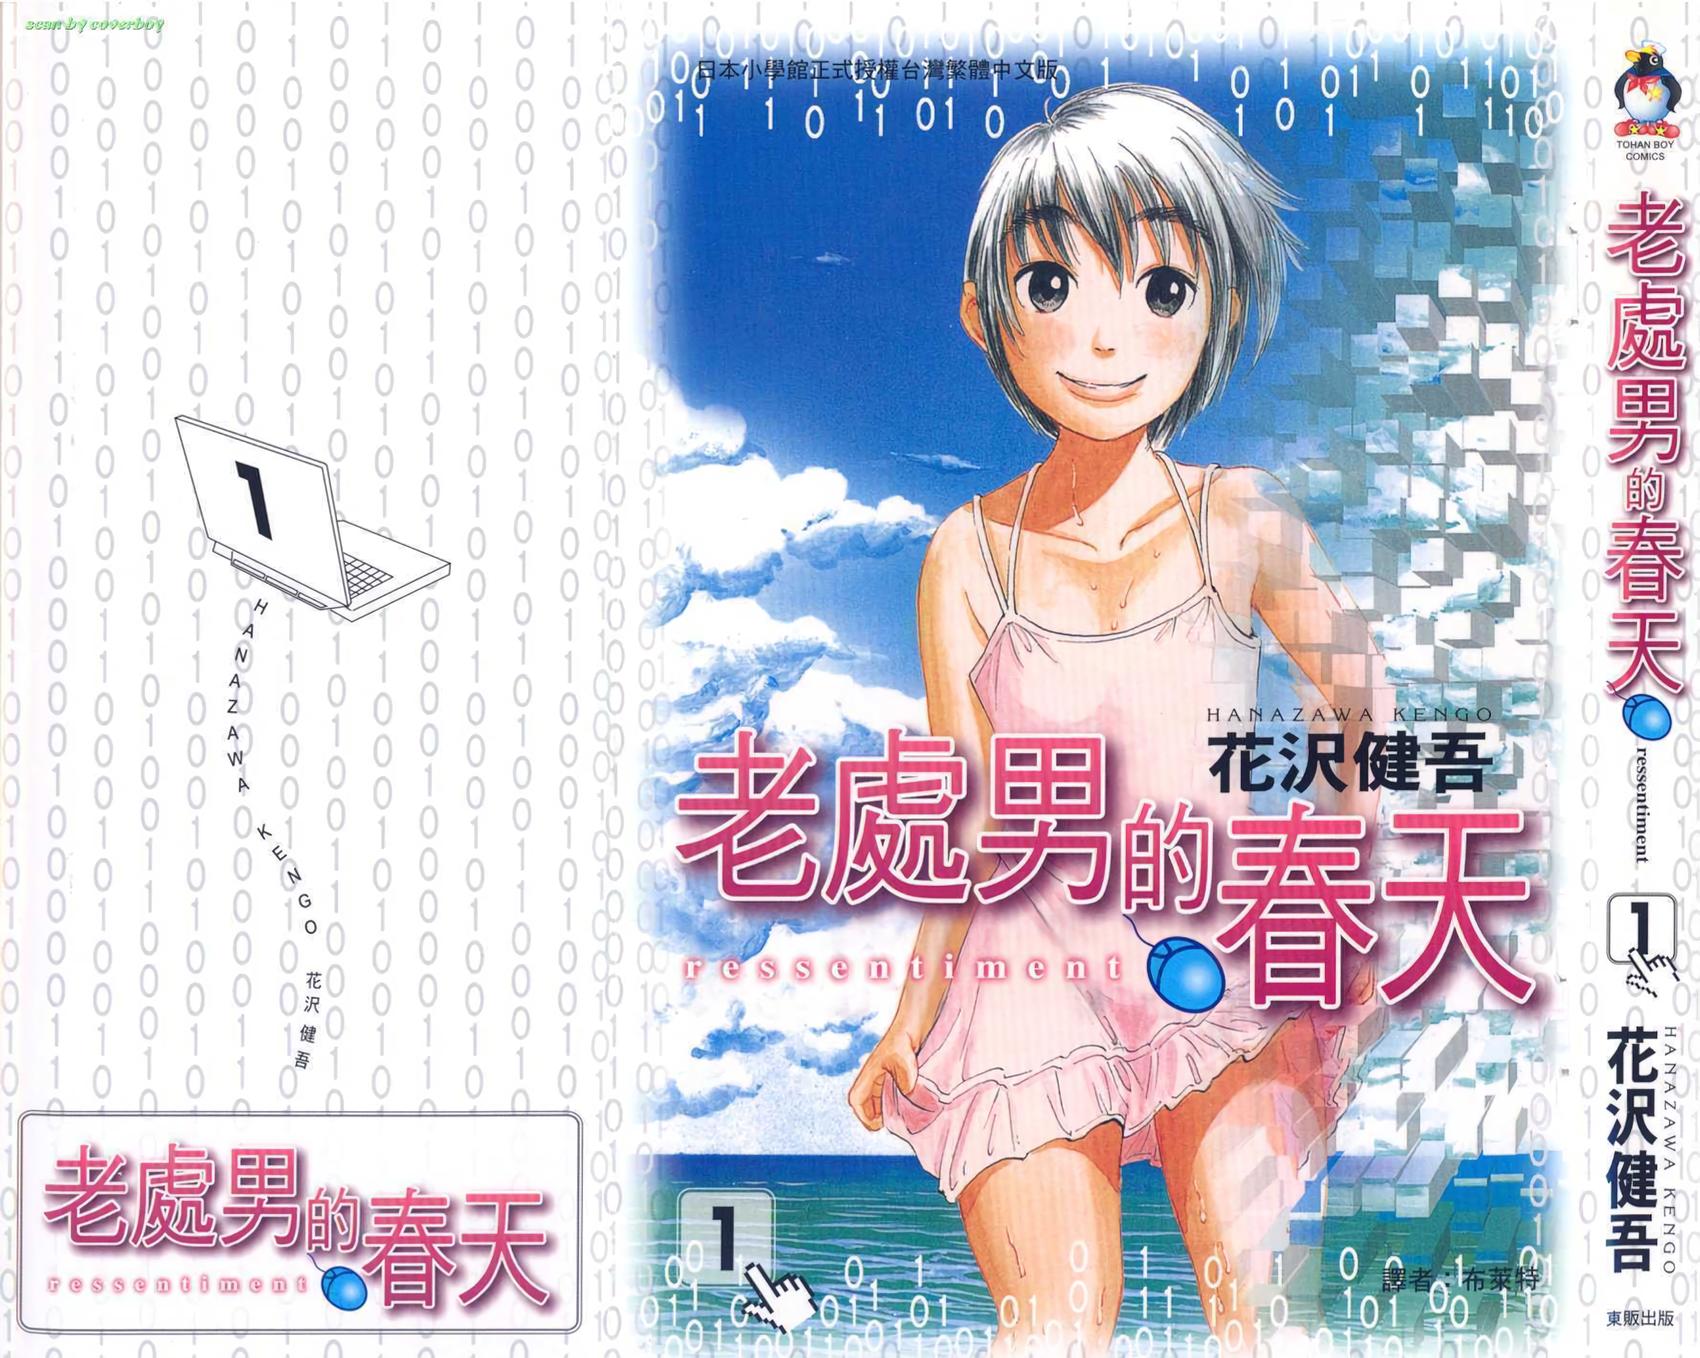 scan by coverboy
1
HANAZAWA KENGO 花沢健吾
老處男的春天
ressentiment
日本小學館正式授權台灣繁體中文版
HANAZAWA KENGO
花沢健吾
老處男的春天
ressentiment
1
譯者：布萊特
TOHAN BOY
COMICS
老處男的春天
ressentiment
1
HANAZAWA KENGO
花沢健吾
東販出版